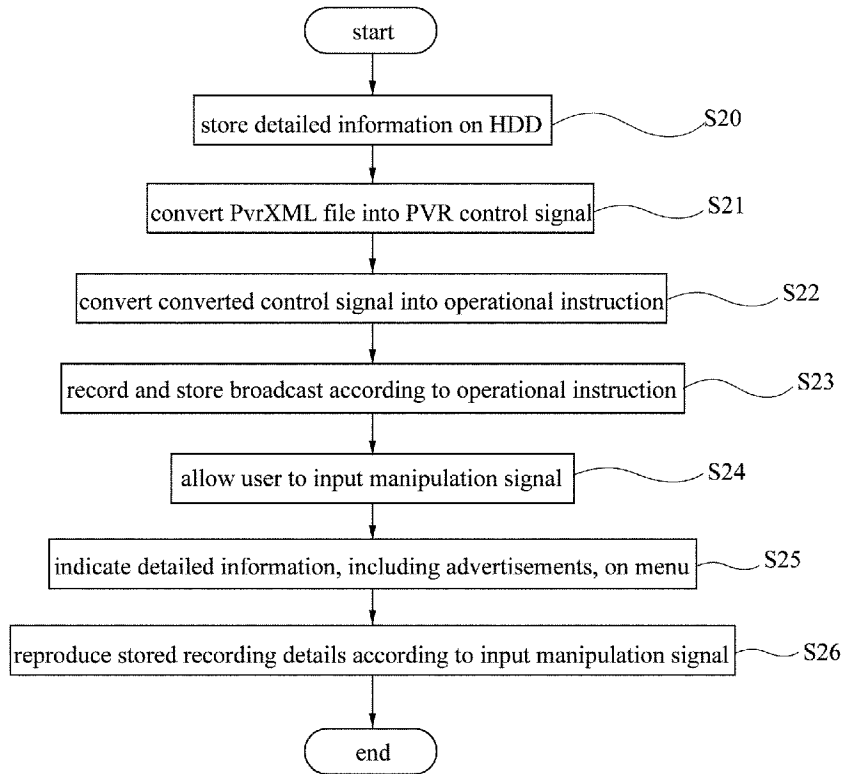 start
store detailed information on HDD
S20
convert PvrXML file into PVR control signal
S21
convert converted control signal into operational instruction
S22
record and store broadcast according to operational instruction
S23
allow user to input manipulation signal
S24
indicate detailed information, including advertisements, on menu
S25
reproduce stored recording details according to input manipulation signal
S26
end